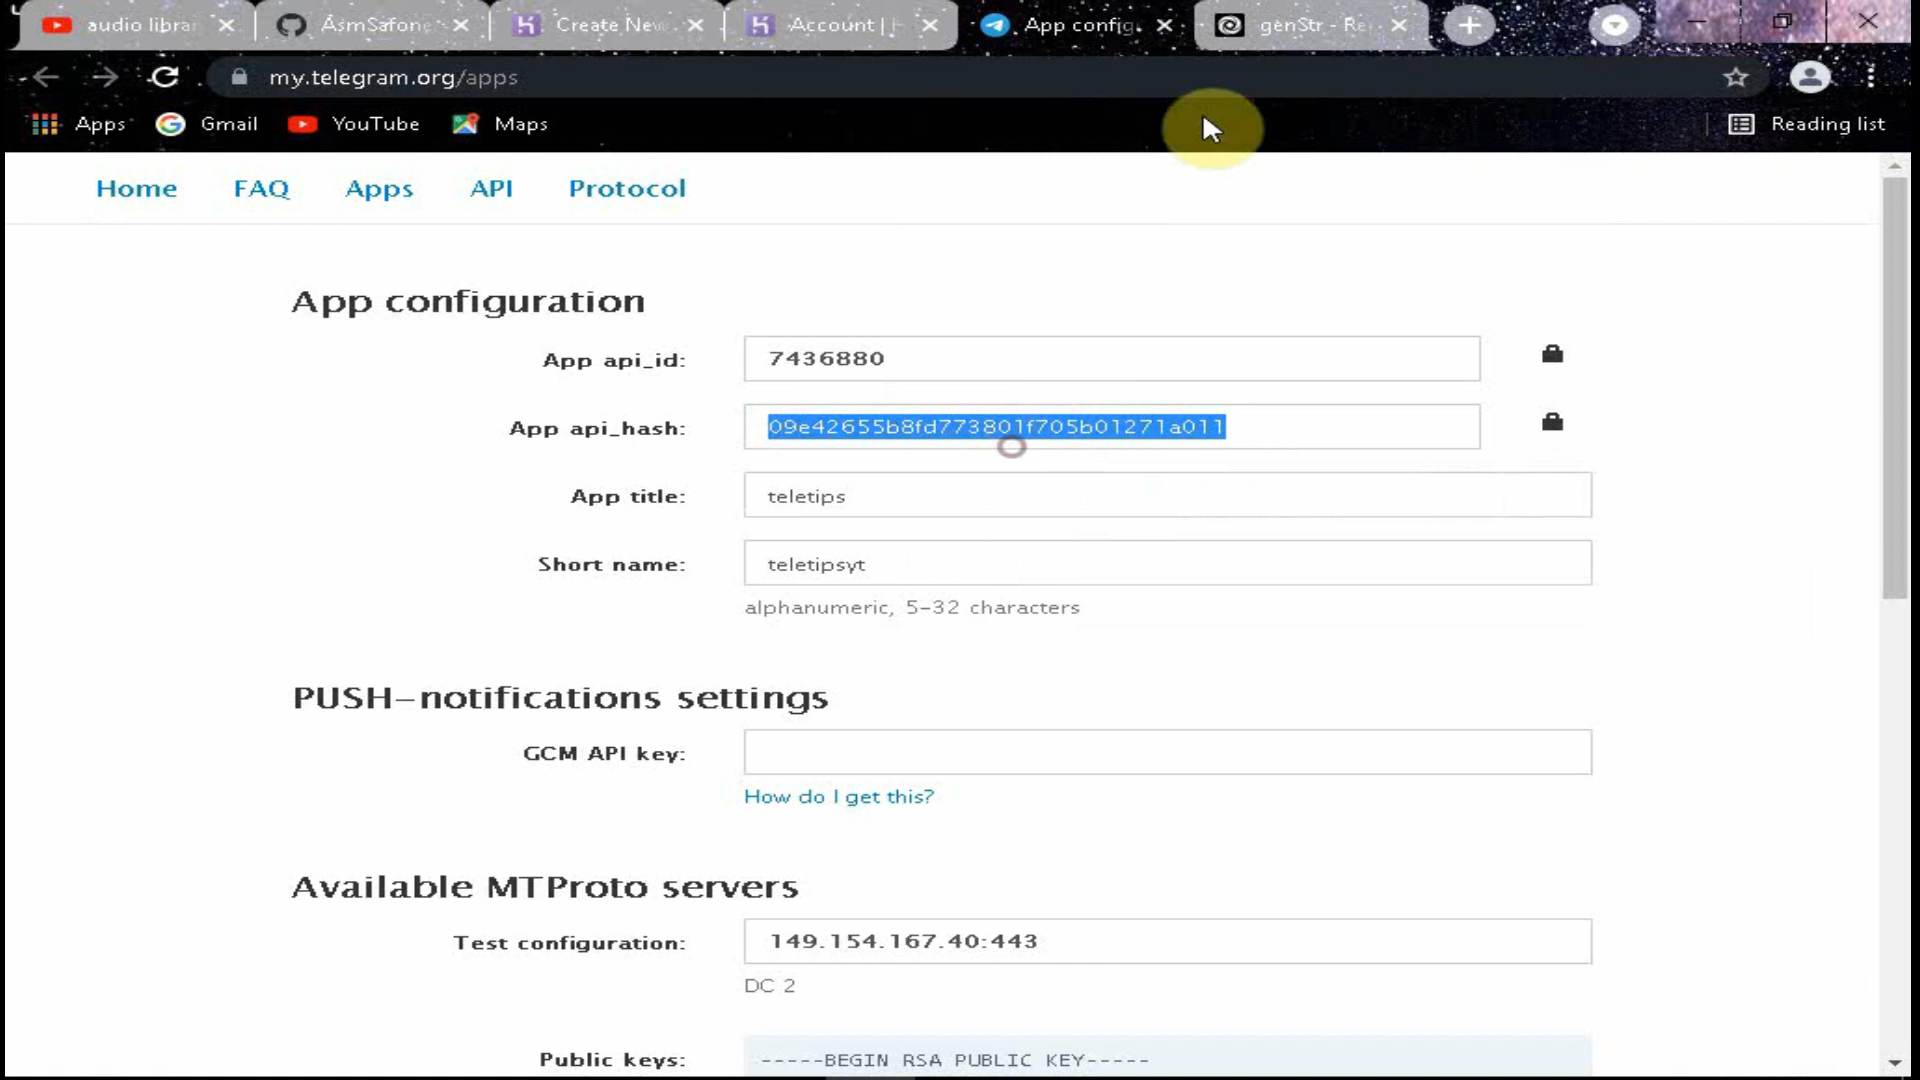 audio librar
AsmSafone
Create New
Account | H
App config
genStr - Re
my.telegram.org/apps
Apps Gmail YouTube Maps Reading list
Home FAQ Apps API Protocol
App configuration
App api_id: 7436880
App api_hash: 09e42655b8fd773801f705b01271a011
App title: teletips
Short name: teletipsyt
alphanumeric, 5-32 characters
PUSH-notifications settings
GCM API key:
How do I get this?
Available MTProto servers
Test configuration: 149.154.167.40:443
DC 2
Public keys: -----BEGIN RSA PUBLIC KEY-----